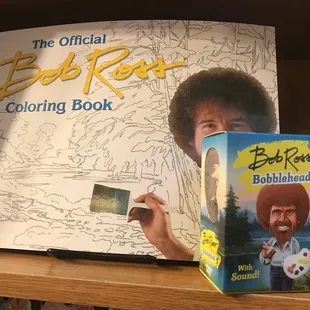 The Official
Bob Ross
Coloring Book
Bob Ross
Bobblehead
With
Sound!